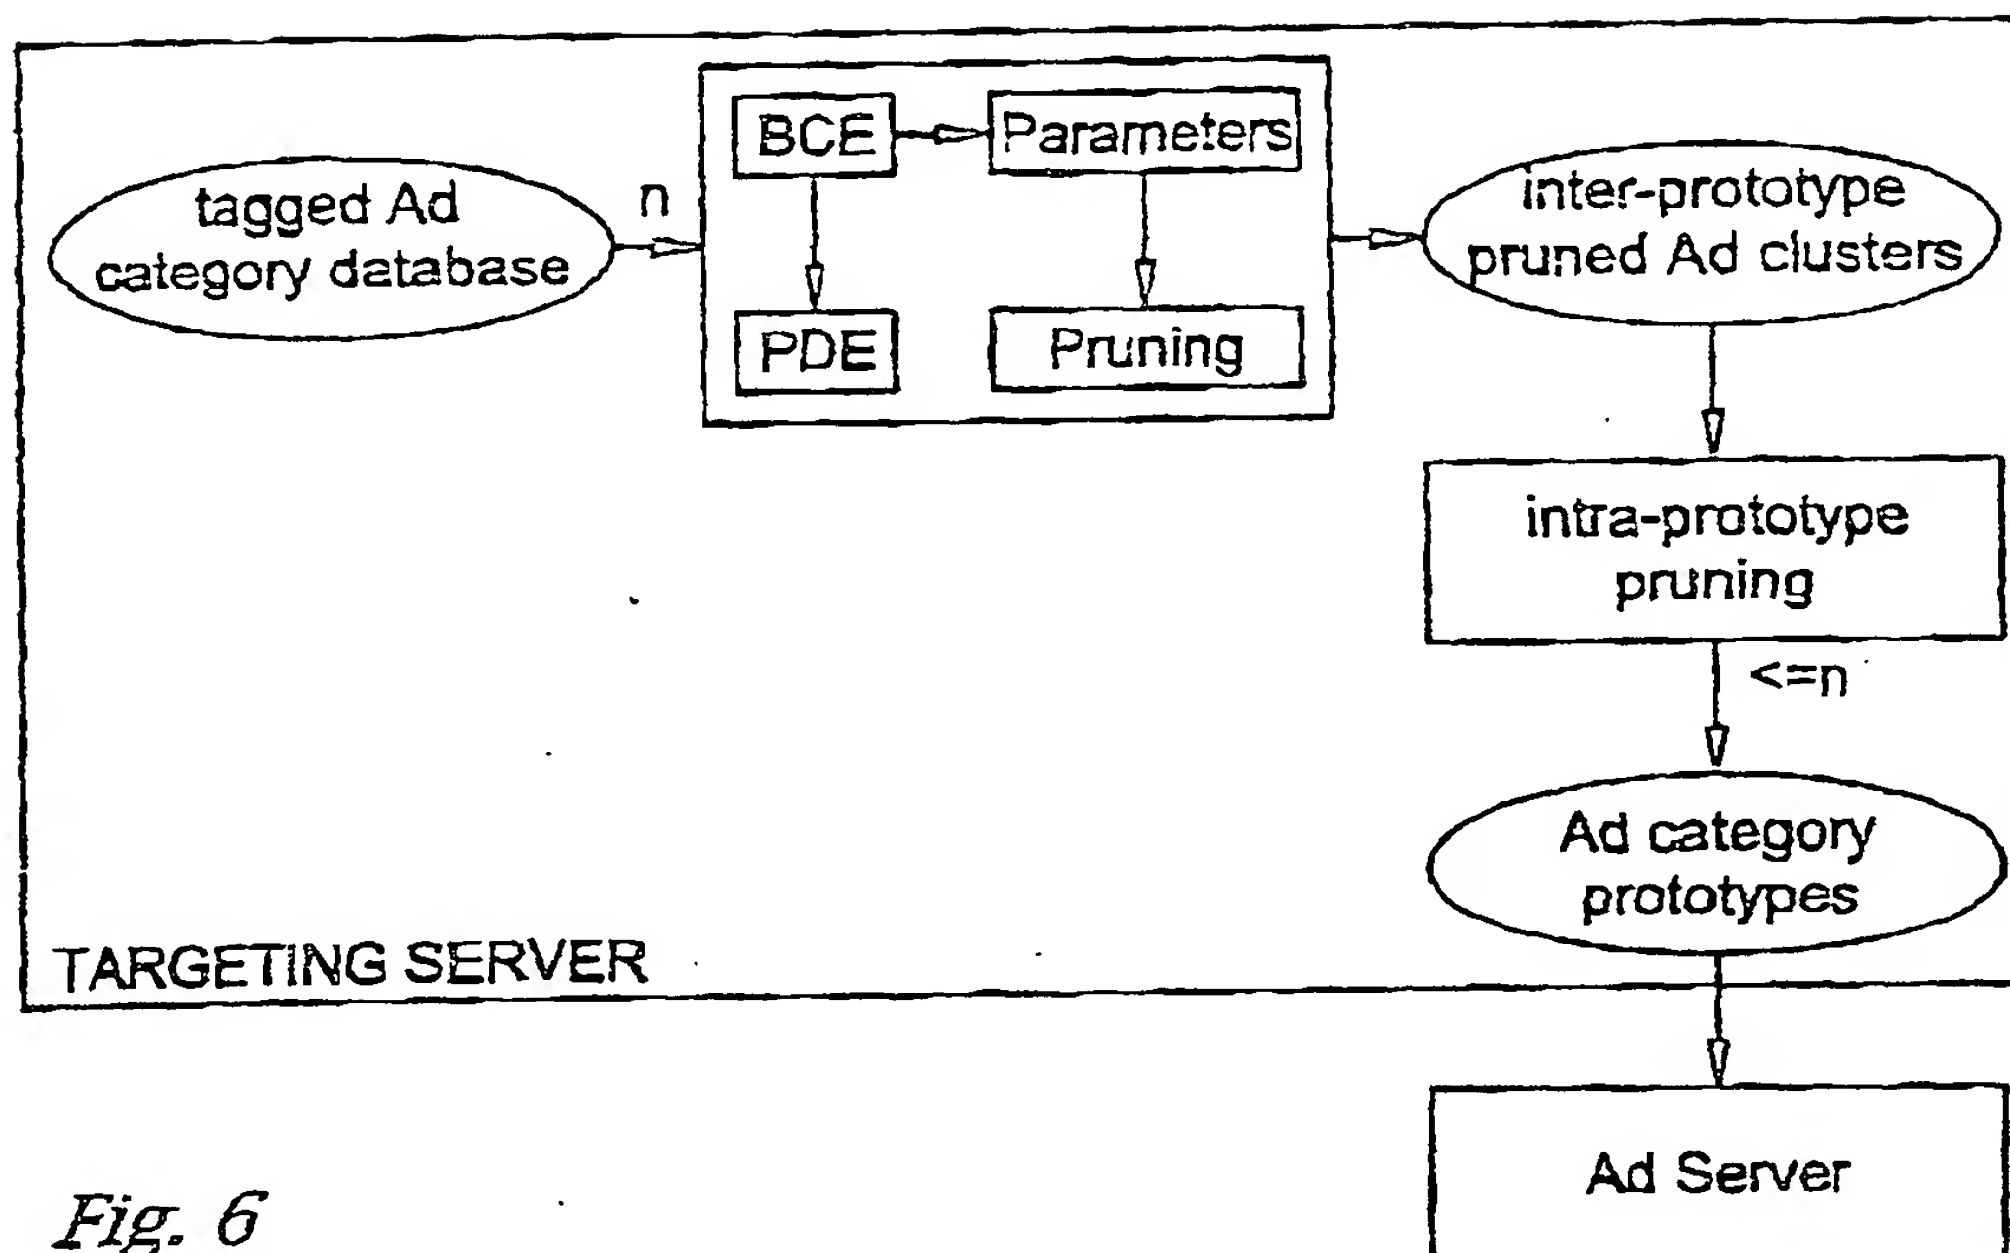 tagged Ad
category database
n
BCE
Parameters
PDE
Pruning
inter-prototype
pruned Ad clusters
intra-prototype
pruning
<=n
Ad category
prototypes
TARGETING SERVER
Ad Server
Fig. 6